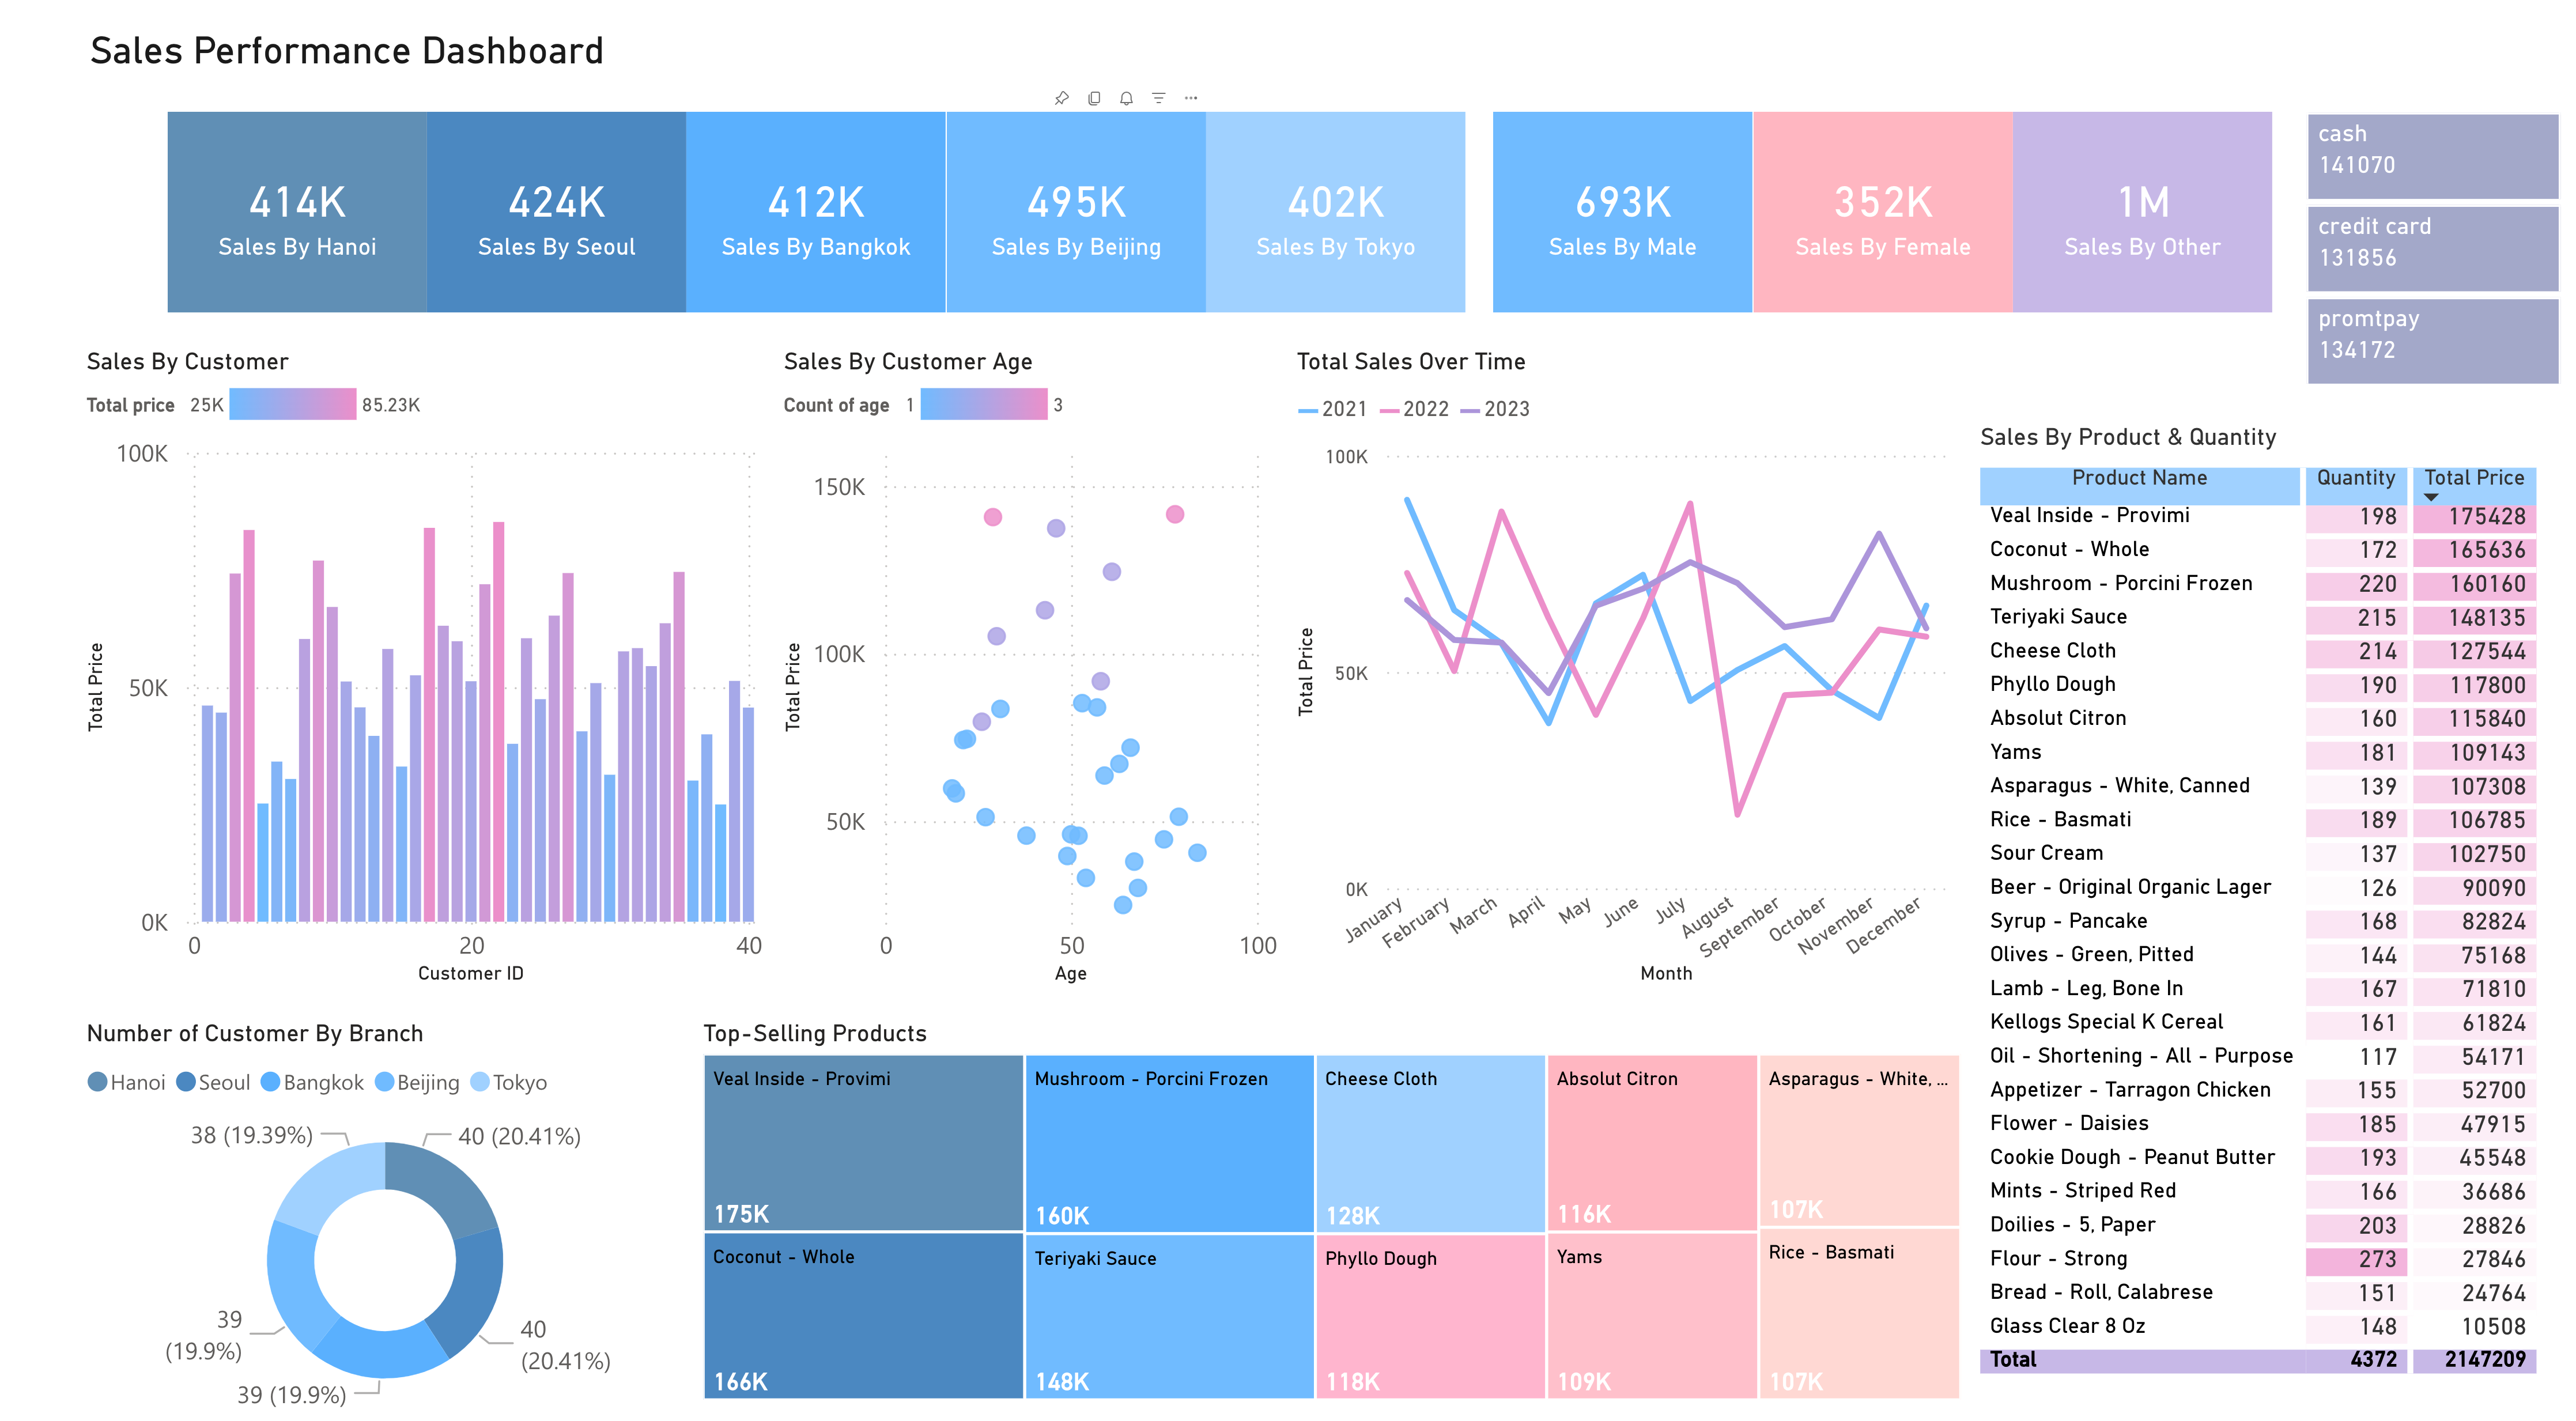 Sales Performance Dashboard
414K
Sales By Hanoi
424K
Sales By Seoul
412K
Sales By Bangkok
495K
Sales By Beijing
402K
Sales By Tokyo
693K
Sales By Male
352K
Sales By Female
1M
Sales By Other
cash
141070
credit card
131856
promtpay
134172
Sales By Customer
Total price 25K 85.23K
100K
50K
0K
Total Price
0 20 40
Customer ID
Sales By Customer Age
Count of age 1 3
150K
100K
50K
Total Price
0 50 100
Age
Total Sales Over Time
2021 2022 2023
100K
50K
0K
Total Price
January February March April May June July August September October November December
Month
Sales By Product & Quantity
Product Name Quantity Total Price
Veal Inside - Provimi 198 175428
Coconut - Whole 172 165636
Mushroom - Porcini Frozen 220 160160
Teriyaki Sauce 215 148135
Cheese Cloth 214 127544
Phyllo Dough 190 117800
Absolut Citron 160 115840
Yams 181 109143
Asparagus - White, Canned 139 107308
Rice - Basmati 189 106785
Sour Cream 137 102750
Beer - Original Organic Lager 126 90090
Syrup - Pancake 168 82824
Olives - Green, Pitted 144 75168
Lamb - Leg, Bone In 167 71810
Kellogs Special K Cereal 161 61824
Oil - Shortening - All - Purpose 117 54171
Appetizer - Tarragon Chicken 155 52700
Flower - Daisies 185 47915
Cookie Dough - Peanut Butter 193 45548
Mints - Striped Red 166 36686
Doilies - 5, Paper 203 28826
Flour - Strong 273 27846
Bread - Roll, Calabrese 151 24764
Glass Clear 8 Oz 148 10508
Total 4372 2147209
Number of Customer By Branch
Hanoi Seoul Bangkok Beijing Tokyo
38 (19.39%)
40 (20.41%)
39
(19.9%)
40
(20.41%)
39 (19.9%)
Top-Selling Products
Veal Inside - Provimi
175K
Coconut - Whole
166K
Mushroom - Porcini Frozen
160K
Teriyaki Sauce
148K
Cheese Cloth
128K
Phyllo Dough
118K
Absolut Citron
116K
Yams
109K
Asparagus - White, ...
107K
Rice - Basmati
107K